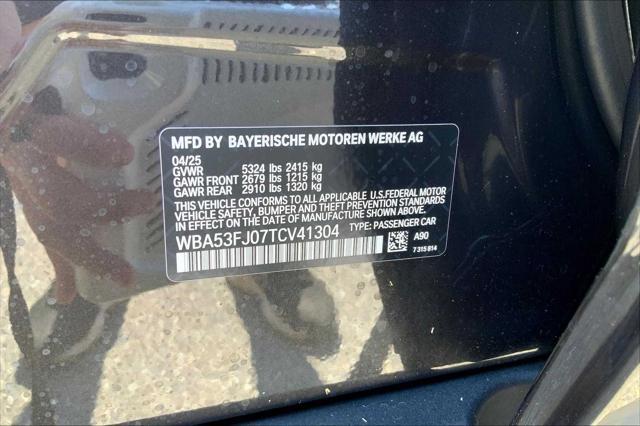 MFD BY BAYERISCHE MOTOREN WERKE AG
04/25
GVWR 5324 lbs 2415 kg
GAWR FRONT 2679 lbs 1215 kg
GAWR REAR 2910 lbs 1320 kg
THIS VEHICLE CONFORMS TO ALL APPLICABLE U.S.FEDERAL MOTOR
VEHICLE SAFETY, BUMPER AND THEFT PREVENTION STANDARDS
IN EFFECT ON THE DATE OF MANUFACTURE SHOWN ABOVE.
WBA53FJ07TCV41304 TYPE: PASSENGER CAR
A90
7 315 814